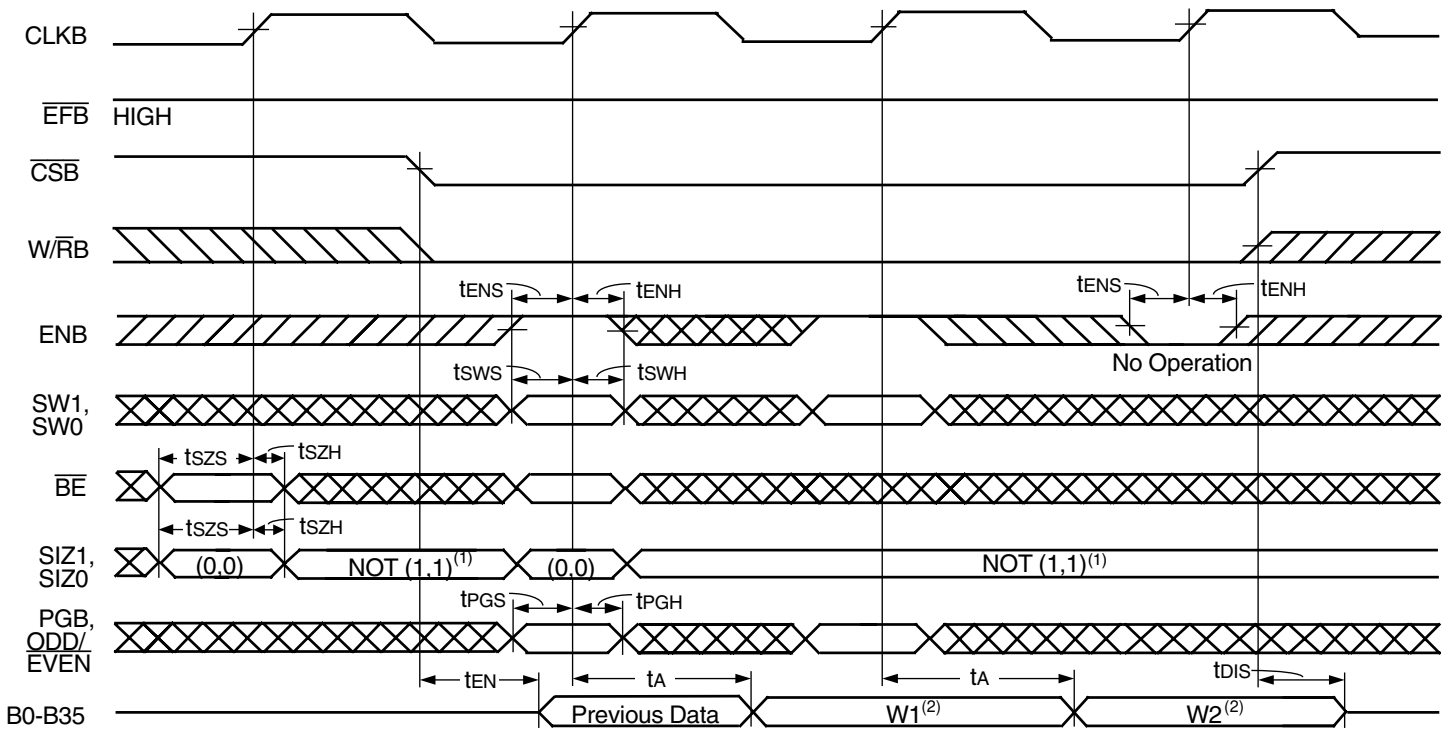 CLKB
EFB HIGH
CSB
W/RB
tENS tENH tENS tENH
ENB
No Operation
tSWS tSWH
SW1,
SW0
tSZS tSZH
BE
tSZS tSZH
SIZ1,
SIZ0
(0,0) NOT (1,1)(1) (0,0) NOT (1,1)(1)
tPGS tPGH
PGB,
ODD/
EVEN
tEN tA tA tDIS
B0-B35 Previous Data W1(2) W2(2)